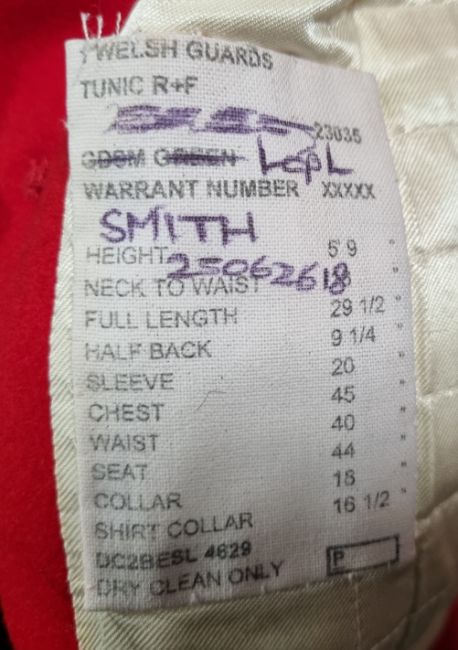 WELSH GUARDS
TUNIC R+F
23035
GDSM GREEN LCpL
WARRANT NUMBER XXXXX
SMITH
HEIGHT 5 9 "
25062618
NECK TO WAIST
FULL LENGTH 29 1/2 "
HALF BACK 9 1/4 "
SLEEVE 20
CHEST 45 "
WAIST 40 "
SEAT 44 "
COLLAR 18
SHIRT COLLAR 16 1/2 "
DC2BESL 4629
DRY CLEAN ONLY P